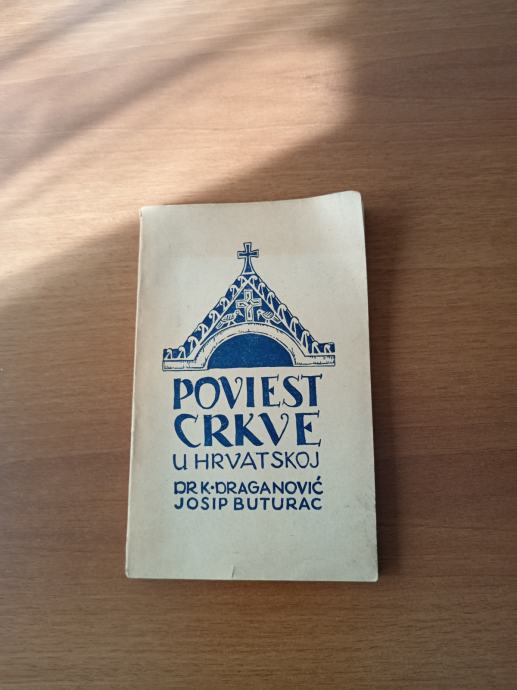 POVIEST
CRKVE
U HRVATSKOJ
DR K·DRAGANOVIĆ
JOSIP BUTURAC